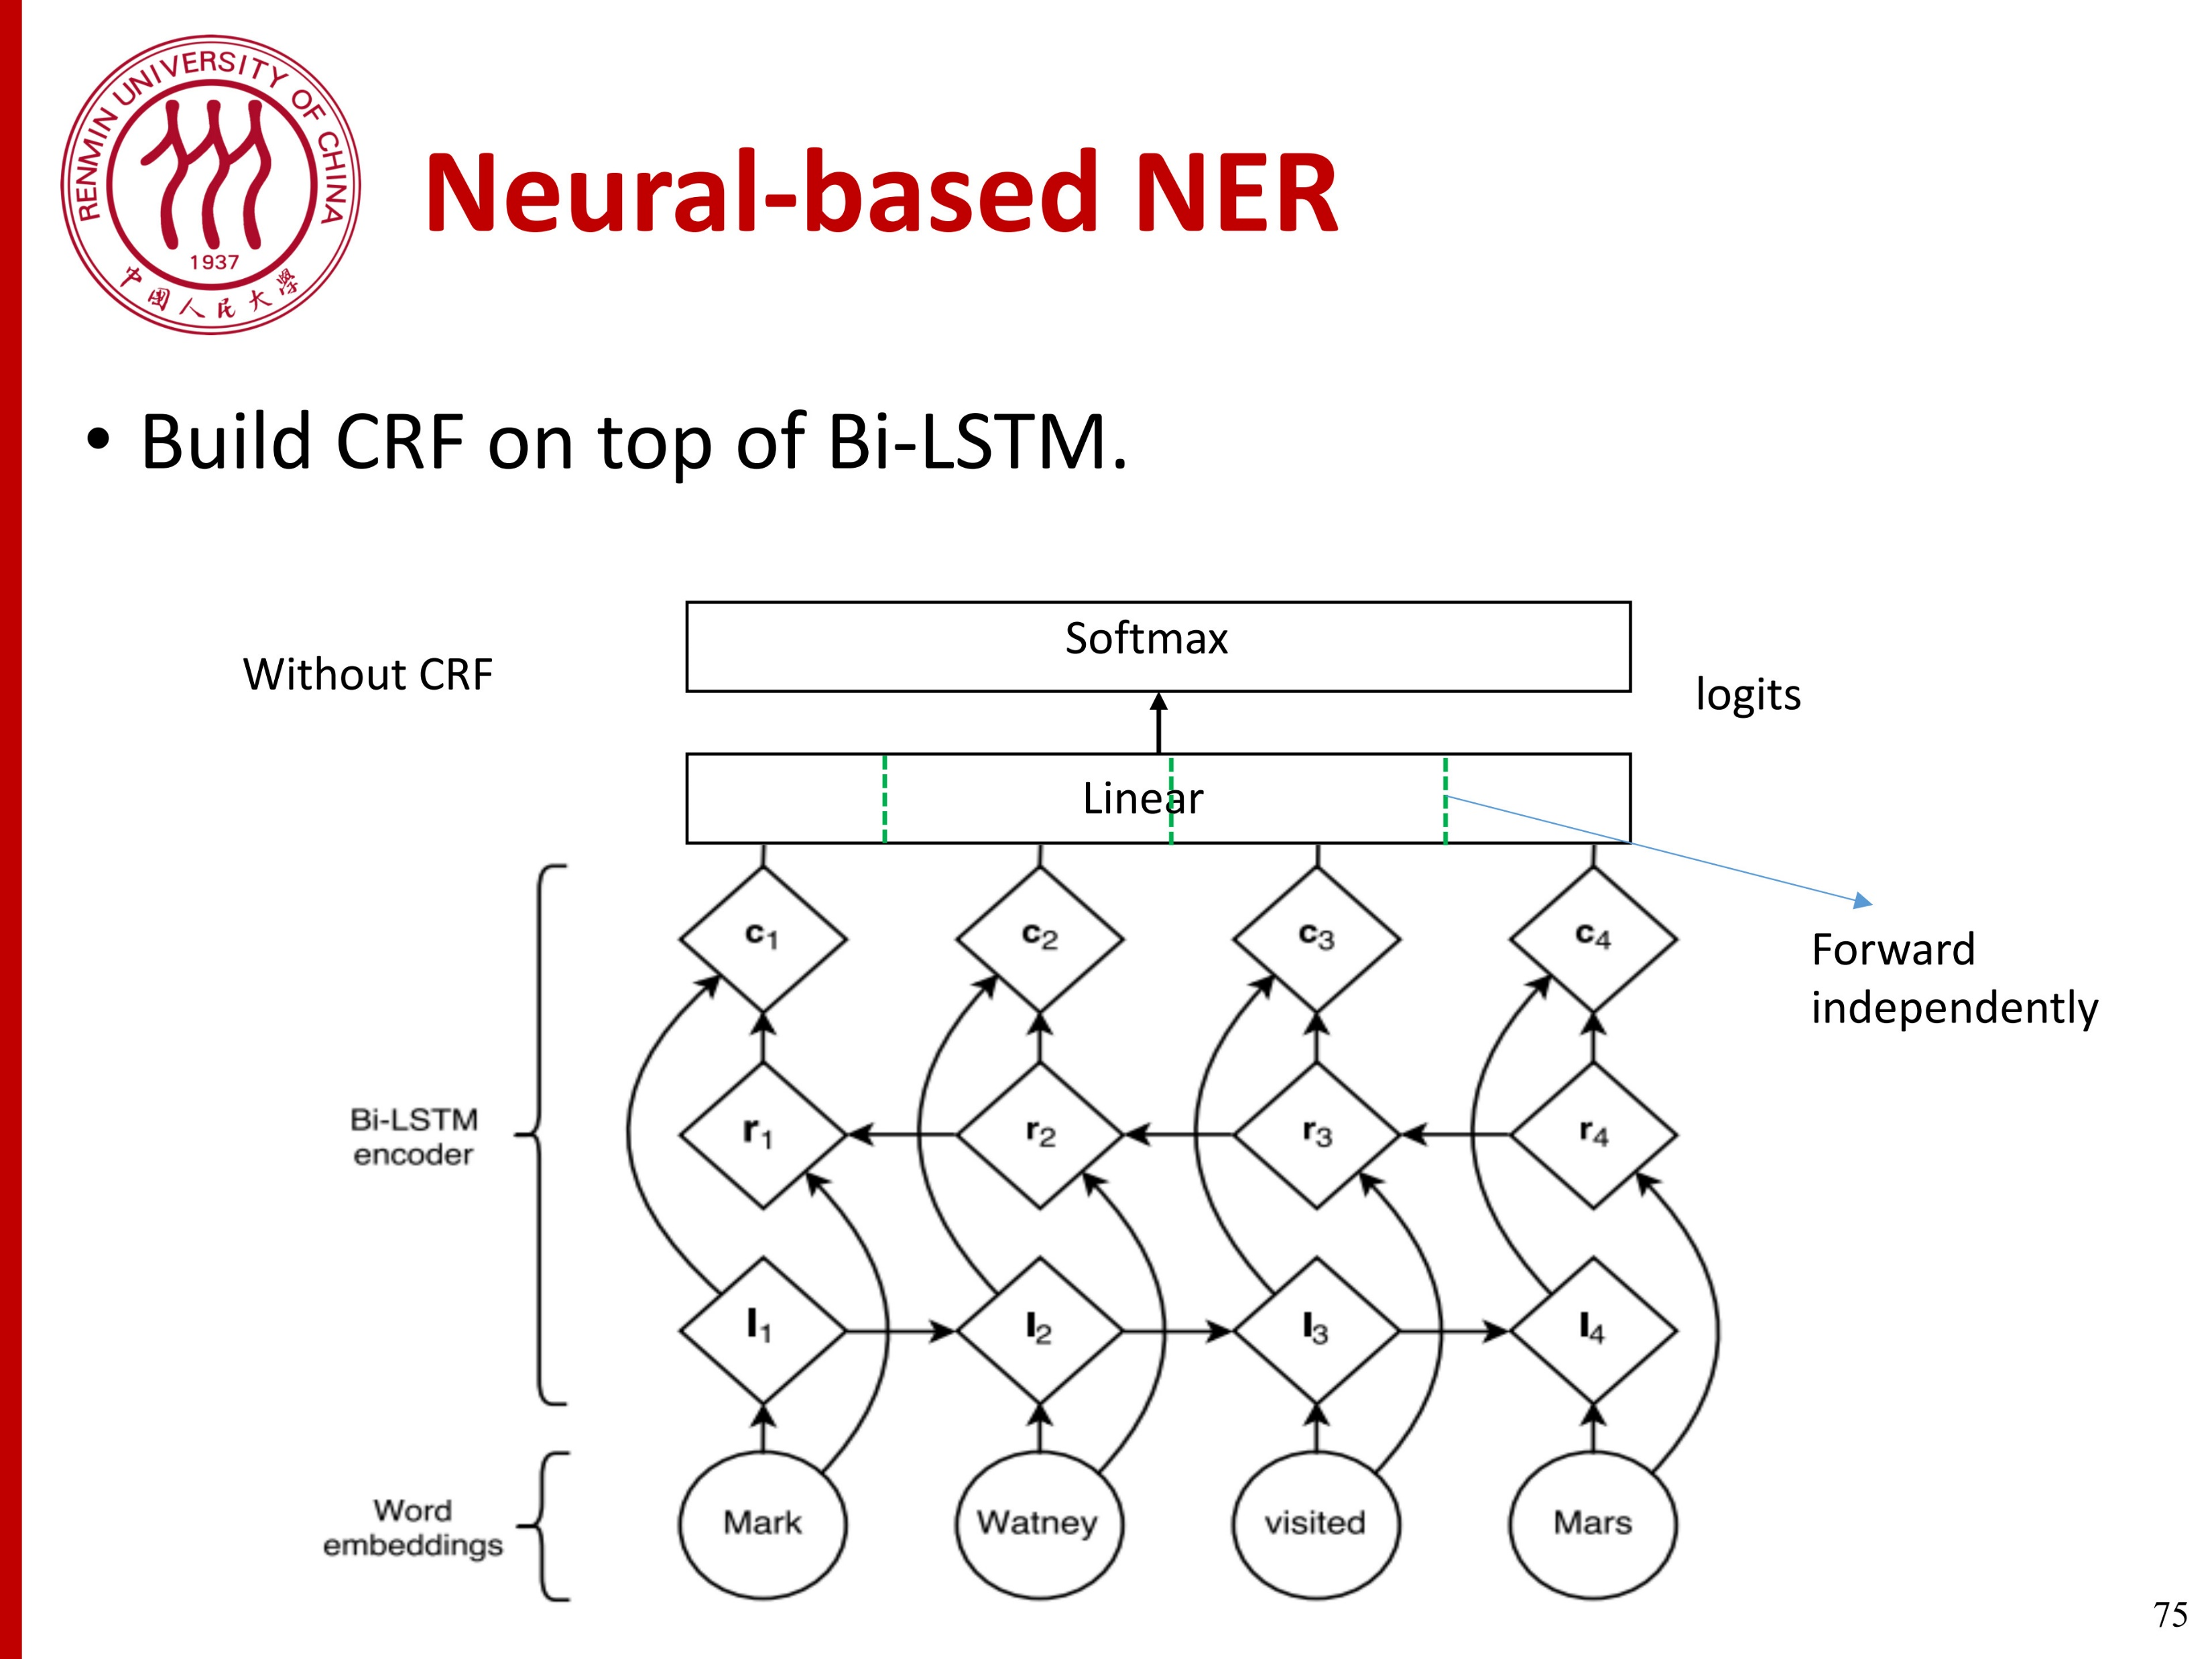 RENMIN UNIVERSITY OF CHINA
1937
中國人民大學
Neural-based NER
• Build CRF on top of Bi-LSTM.
Softmax
Without CRF
logits
Linear
c1 c2 c3 c4
Forward
independently
Bi-LSTM
encoder
r1 r2 r3 r4
l1 l2 l3 l4
Word
embeddings
Mark Watney visited Mars
75